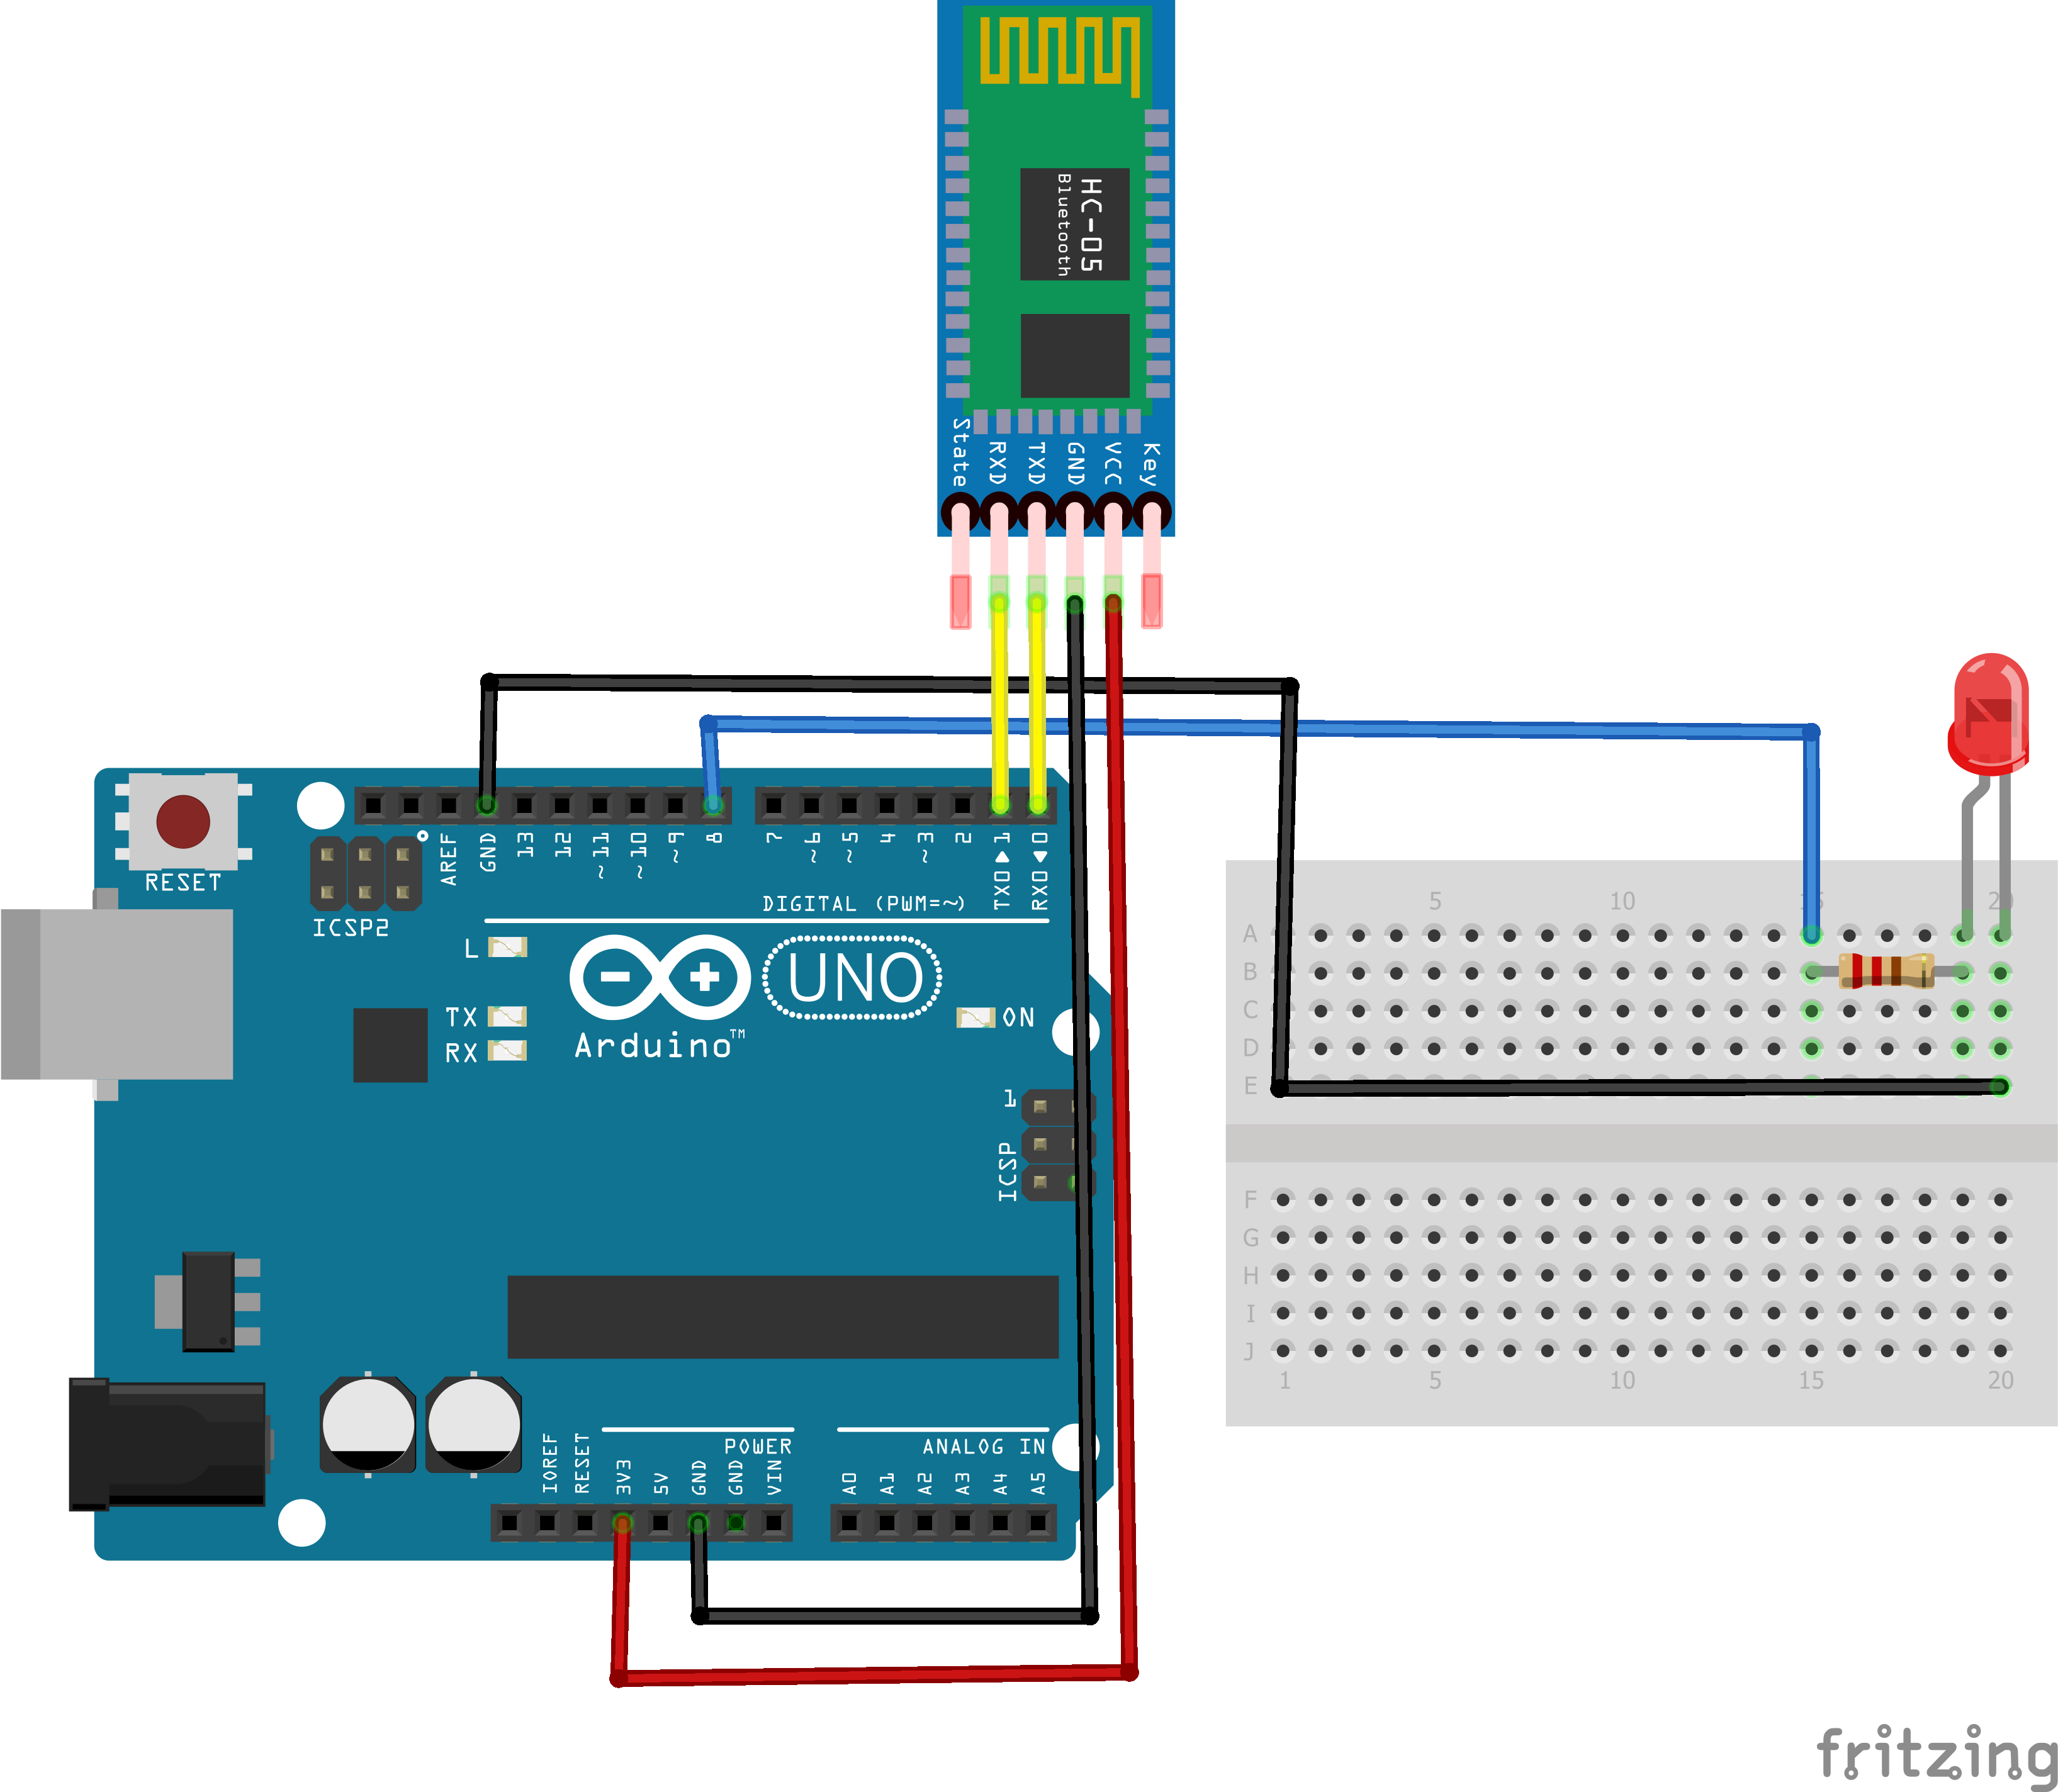 HC-05
Bluetooth
State
RXD
TXD
GND
VCC
Key
RESET
ICSP2
AREF
GND
13
12
~11
~10
~9
8
7
~6
~5
4
~3
2
TX0▶1
RX0◀0
DIGITAL (PWM=~)
L
TX
RX
Arduino™
UNO
ON
1
ICSP
IOREF
RESET
3V3
5V
GND
GND
VIN
POWER
ANALOG IN
A0
A1
A2
A3
A4
A5
5
10
15
20
A
B
C
D
E
F
G
H
I
J
1
5
10
15
20
fritzing